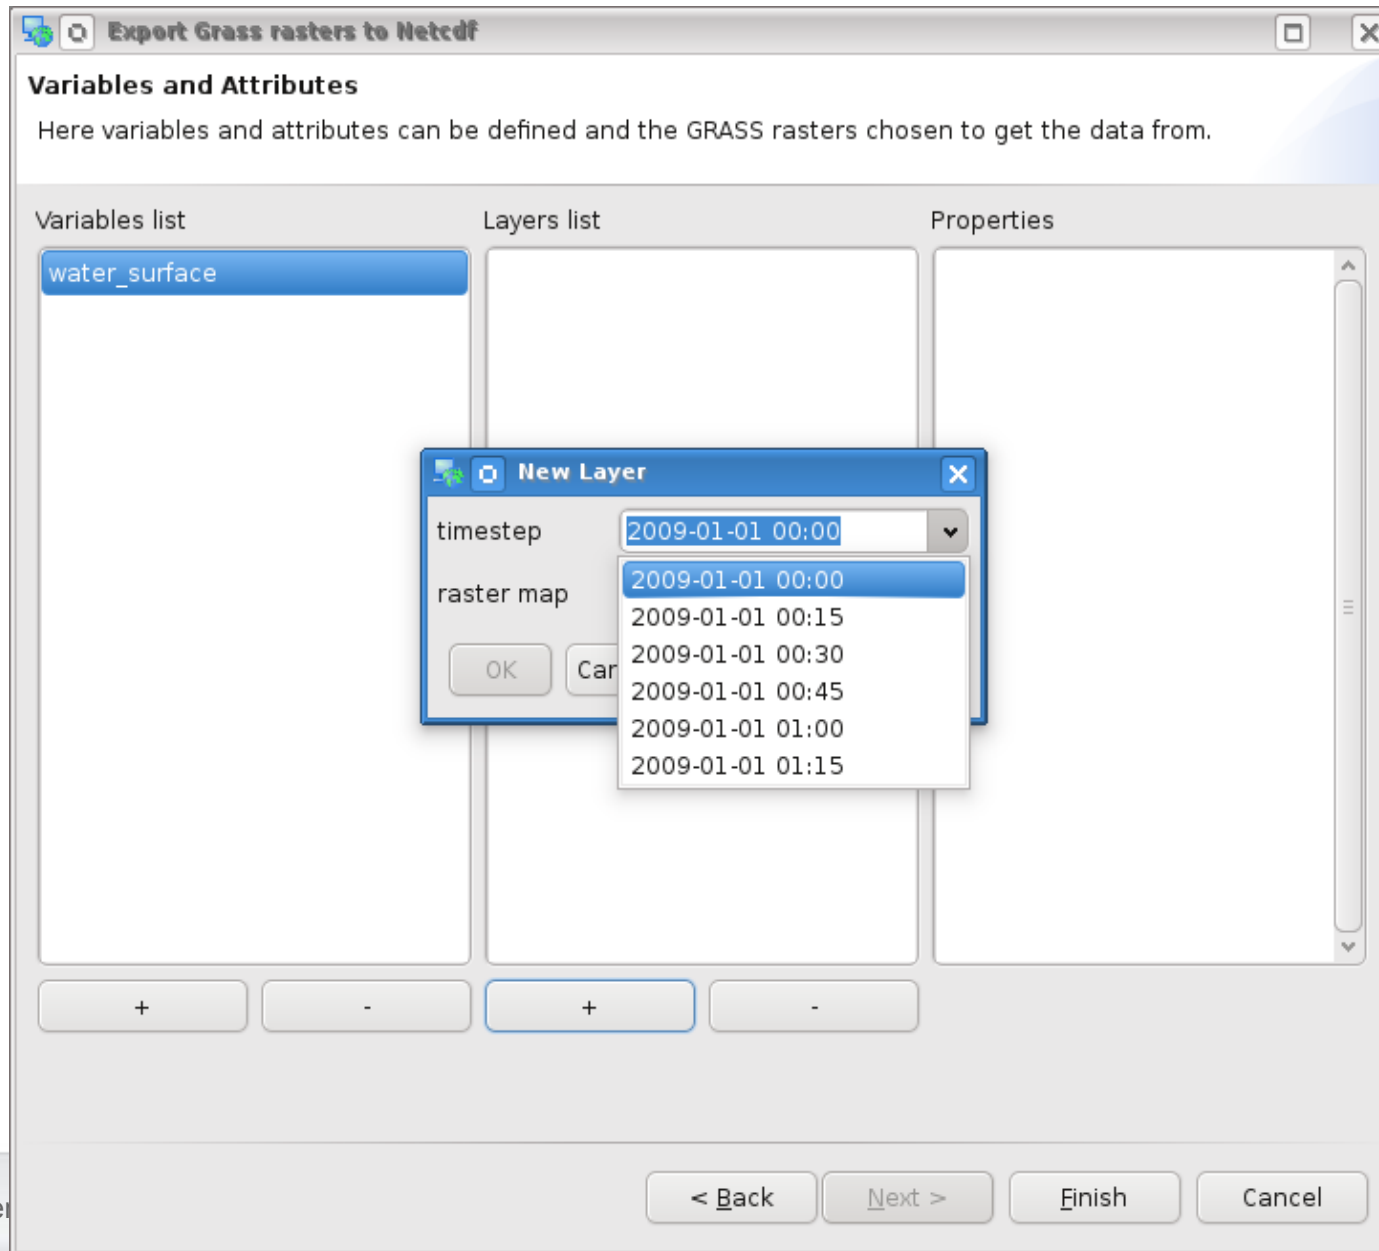 Export Grass rasters to Netcdf
Variables and Attributes
Here variables and attributes can be defined and the GRASS rasters chosen to get the data from.
Variables list
Layers list
Properties
water_surface
New Layer
timestep
2009-01-01 00:00
raster map
2009-01-01 00:00
2009-01-01 00:15
2009-01-01 00:30
2009-01-01 00:45
2009-01-01 01:00
2009-01-01 01:15
OK
+
-
+
-
< Back
Next >
Finish
Cancel